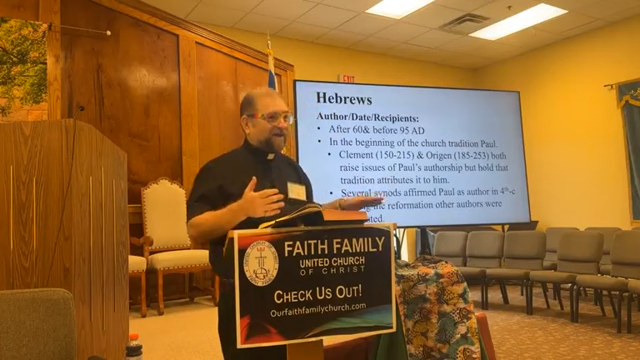 EXIT
Hebrews
Author/Date/Recipients:
• After 60& before 95 AD
• In the beginning of the church tradition Paul.
• Clement (150-215) & Origen (185-253) both
raise issues of Paul's authorship but hold that
tradition attributes it to him.
• Several synods affirmed Paul as author in 4th-c
the reformation other authors were
FAITH FAMILY
UNITED CHURCH
OF CHRIST
CHECK US OUT!
Ourfaithfamilychurch.com